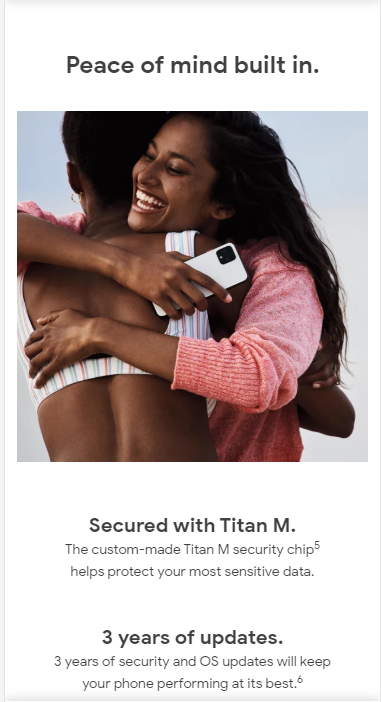 Peace of mind built in.
Secured with Titan M.
The custom-made Titan M security chip⁵
helps protect your most sensitive data.
3 years of updates.
3 years of security and OS updates will keep
your phone performing at its best.⁶